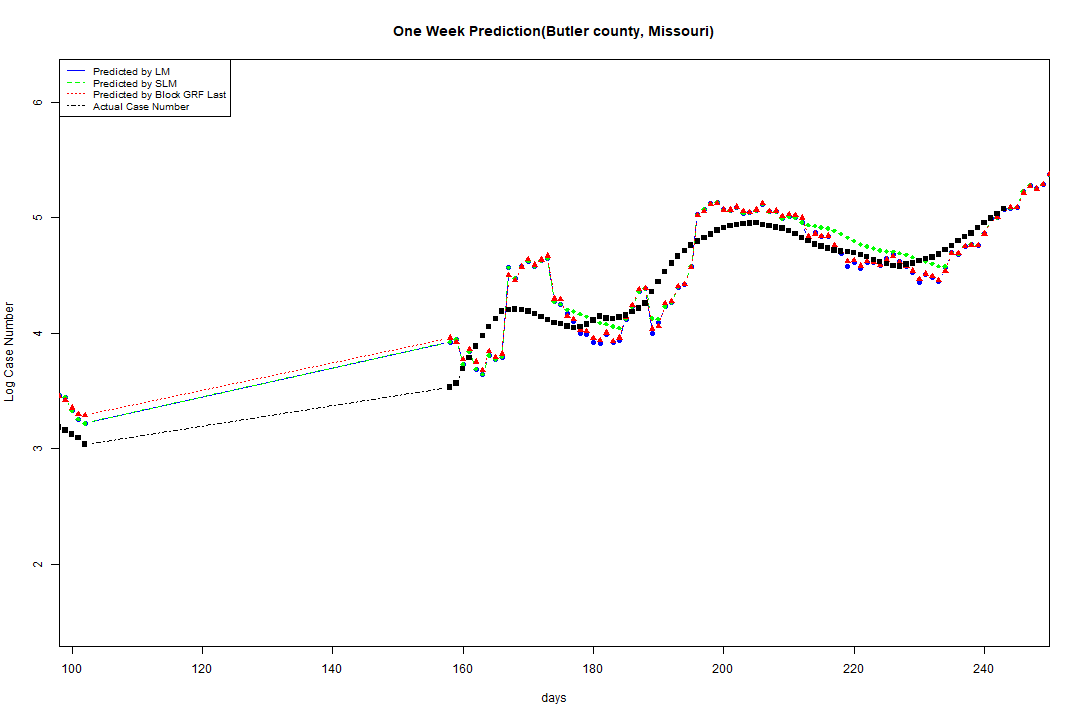 One Week Prediction(Butler county, Missouri)
Predicted by LM
Predicted by SLM
Predicted by Block GRF Last
Actual Case Number
6
5
4
3
2
Log Case Number
100 120 140 160 180 200 220 240
days